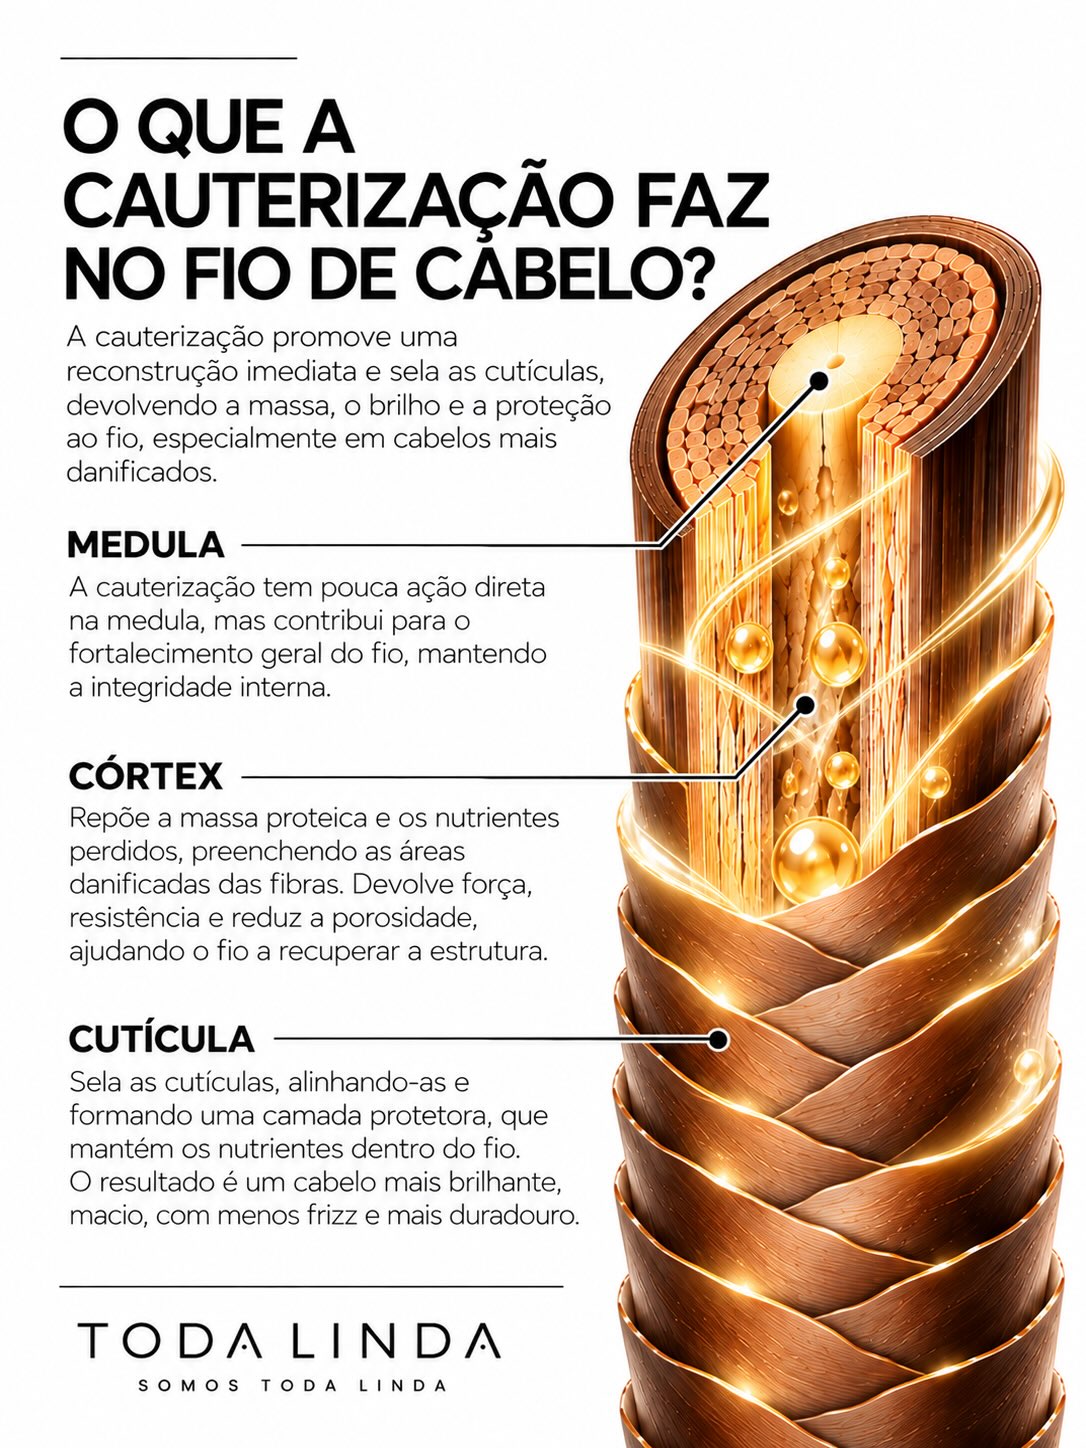 O QUE A
CAUTERIZAÇÃO FAZ
NO FIO DE CABELO?
A cauterização promove uma
reconstrução imediata e sela as cutículas,
devolvendo a massa, o brilho e a proteção
ao fio, especialmente em cabelos mais
danificados.
MEDULA
A cauterização tem pouca ação direta
na medula, mas contribui para o
fortalecimento geral do fio, mantendo
a integridade interna.
CÓRTEX
Repõe a massa proteica e os nutrientes
perdidos, preenchendo as áreas
danificadas das fibras. Devolve força,
resistência e reduz a porosidade,
ajudando o fio a recuperar a estrutura.
CUTÍCULA
Sela as cutículas, alinhando-as e
formando uma camada protetora, que
mantém os nutrientes dentro do fio.
O resultado é um cabelo mais brilhante,
macio, com menos frizz e mais duradouro.
TODA LINDA
SOMOS TODA LINDA